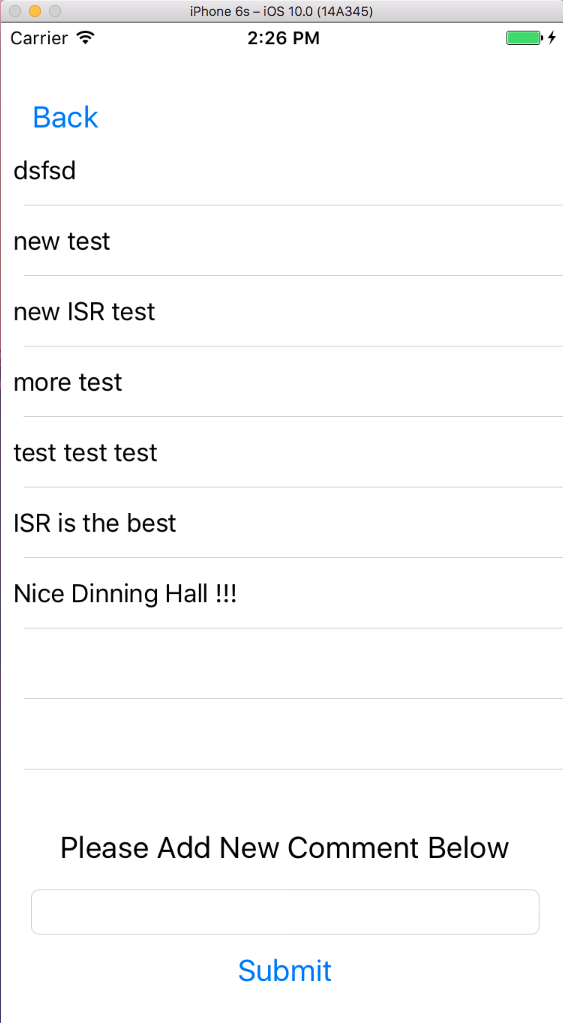 iPhone 6s – iOS 10.0 (14A345)
Carrier 2:26 PM
Back
dsfsd
new test
new ISR test
more test
test test test
ISR is the best
Nice Dinning Hall !!!
Please Add New Comment Below
Submit